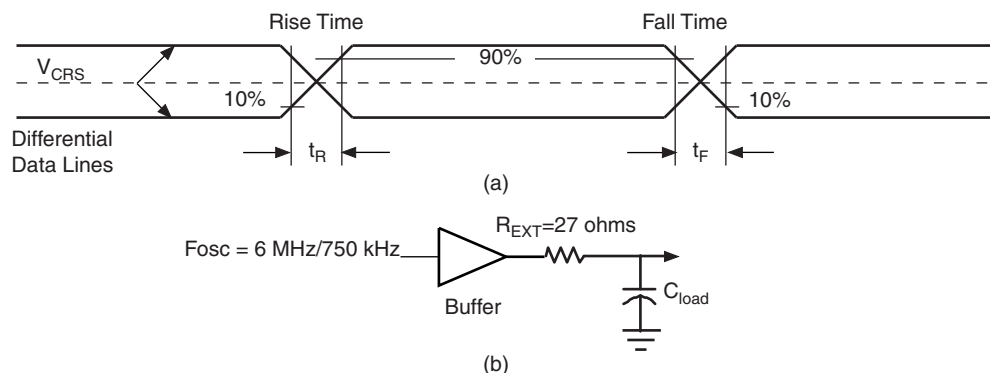 Rise Time
Fall Time
V_CRS
90%
10%
10%
Differential
Data Lines
t_R
t_F
(a)
R_EXT=27 ohms
Fosc = 6 MHz/750 kHz
Buffer
C_load
(b)